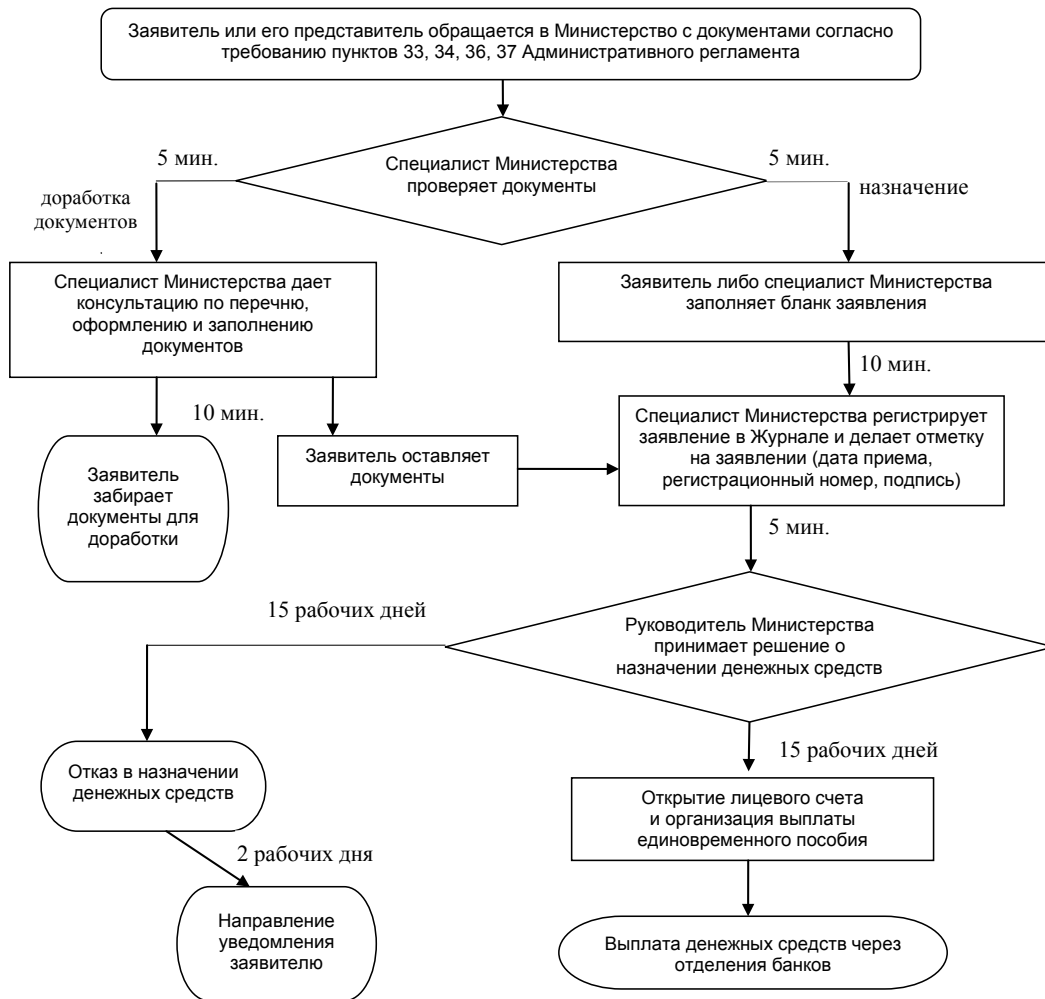 Заявитель или его представитель обращается в Министерство с документами согласно
требованию пунктов 33, 34, 36, 37 Административного регламента
5 мин.
Специалист Министерства
проверяет документы
5 мин.
доработка
документов
назначение
Специалист Министерства дает
консультацию по перечню,
оформлению и заполнению
документов
Заявитель либо специалист Министерства
заполняет бланк заявления
10 мин.
10 мин.
Заявитель
забирает
документы для
доработки
Заявитель оставляет
документы
Специалист Министерства регистрирует
заявление в Журнале и делает отметку
на заявлении (дата приема,
регистрационный номер, подпись)
5 мин.
15 рабочих дней
Руководитель Министерства
принимает решение о
назначении денежных средств
15 рабочих дней
Отказ в назначении
денежных средств
Открытие лицевого счета
и организация выплаты
единовременного пособия
2 рабочих дня
Направление
уведомления
заявителю
Выплата денежных средств через
отделения банков